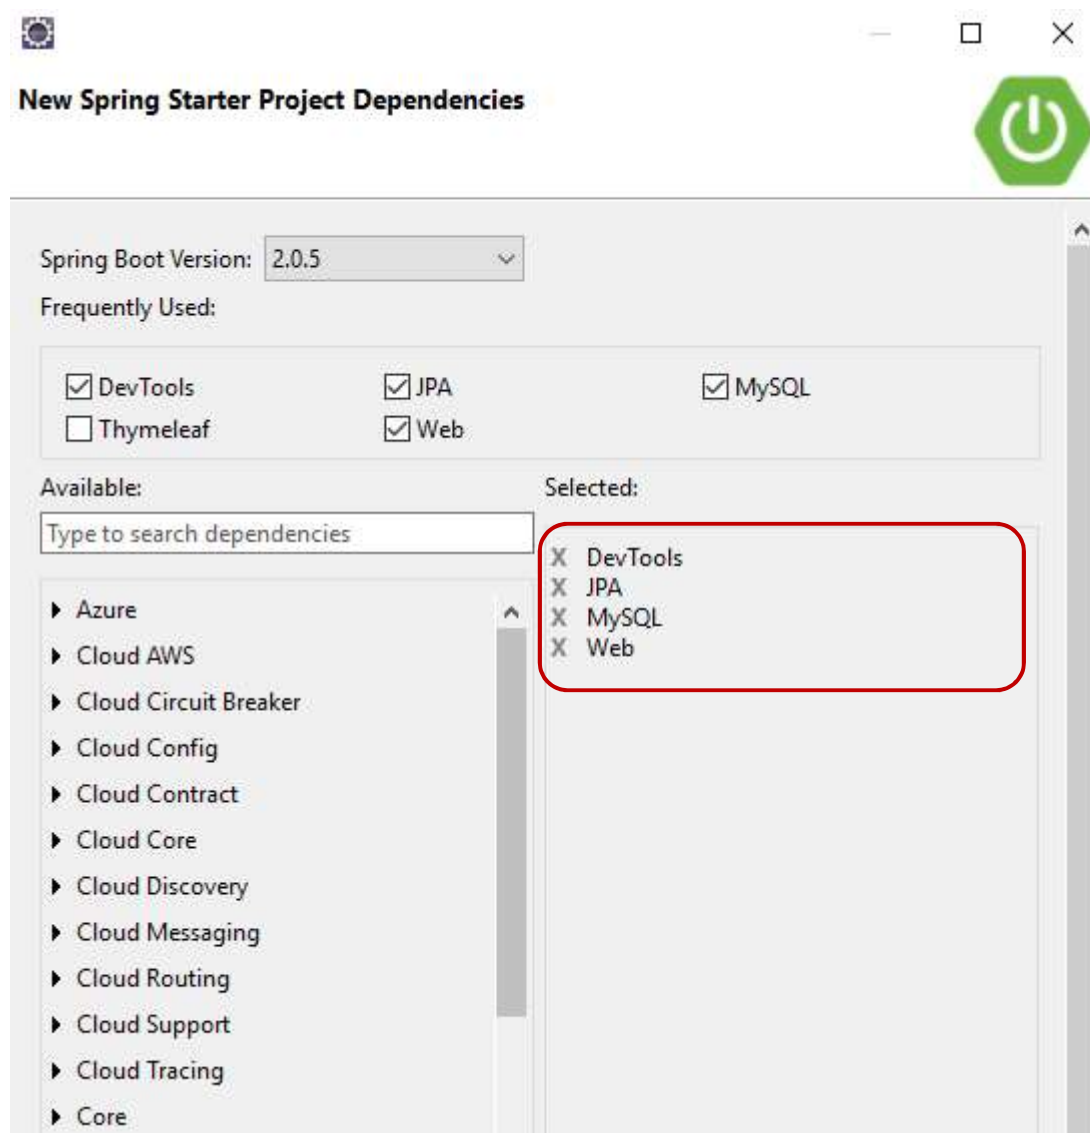 New Spring Starter Project Dependencies
Spring Boot Version: 2.0.5
Frequently Used:
DevTools JPA MySQL
Thymeleaf Web
Available: Selected:
Type to search dependencies
X DevTools
X JPA
X MySQL
X Web
Azure
Cloud AWS
Cloud Circuit Breaker
Cloud Config
Cloud Contract
Cloud Core
Cloud Discovery
Cloud Messaging
Cloud Routing
Cloud Support
Cloud Tracing
Core